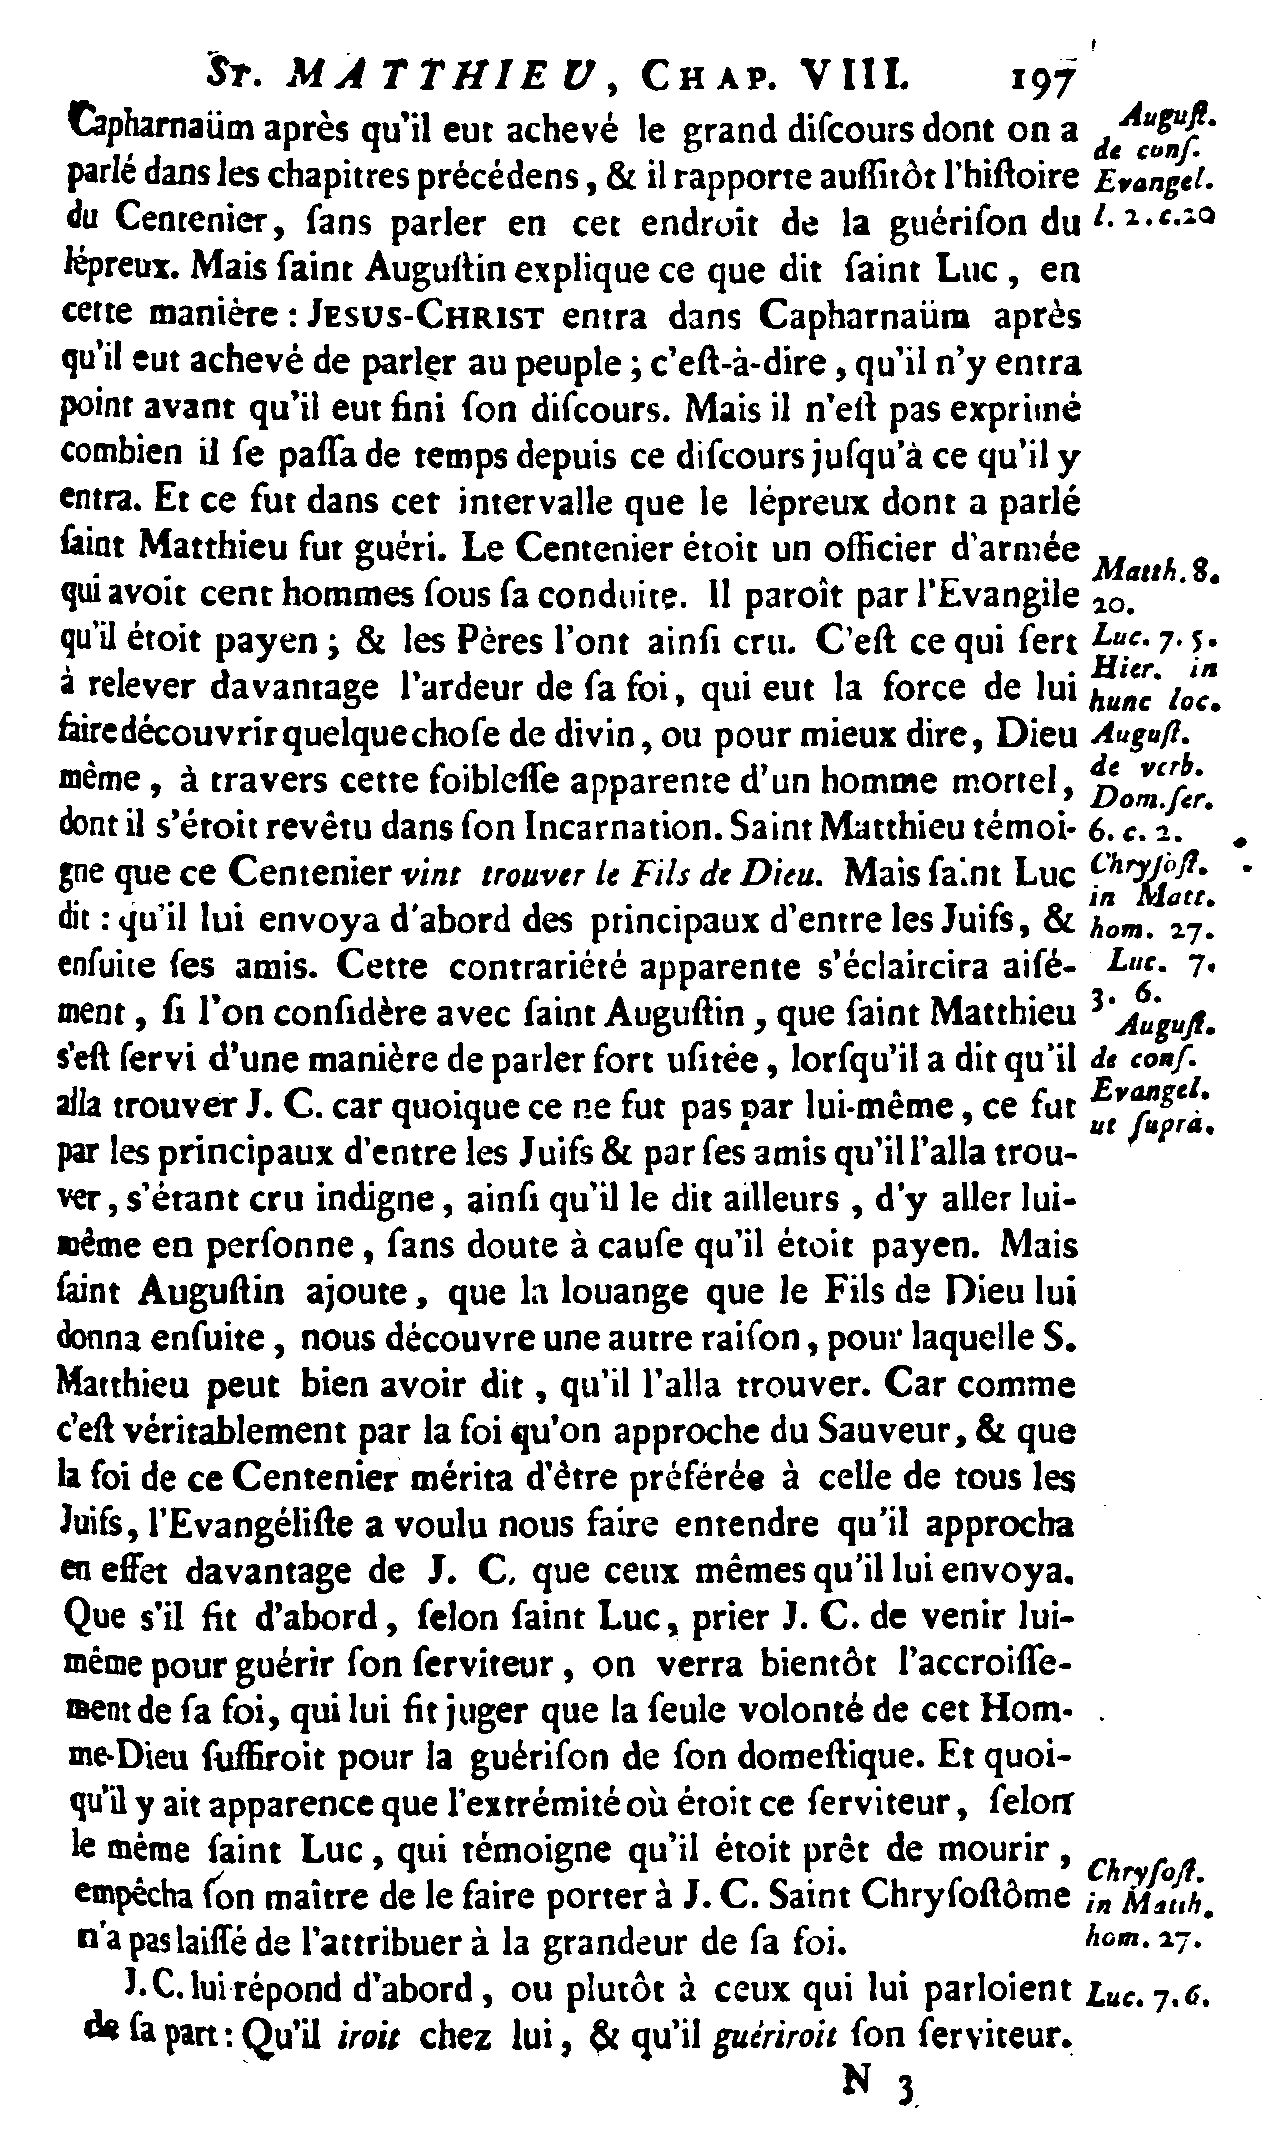 St. MATTHIEU, CHAP. VIII. 197
Capharnaüm après qu'il eut achevé le grand diſcours dont on a
parlé dans les chapitres précédens, & il rapporte auſſitôt l'hiſtoire
du Centenier, ſans parler en cet endroit de la guériſon du
lépreux. Mais ſaint Auguſtin explique ce que dit ſaint Luc, en
cette manière : JESUS-CHRIST entra dans Capharnaüm après
qu'il eut achevé de parler au peuple ; c'eſt-à-dire, qu'il n'y entra
point avant qu'il eut fini ſon diſcours. Mais il n'eſt pas exprimé
combien il ſe paſſa de temps depuis ce diſcours juſqu'à ce qu'il y
entra. Et ce fut dans cet intervalle que le lépreux dont a parlé
ſaint Matthieu fut guéri. Le Centenier étoit un officier d'armée
qui avoit cent hommes ſous ſa conduite. Il paroît par l'Evangile
qu'il étoit payen ; & les Pères l'ont ainſi cru. C'eſt ce qui ſert
à relever davantage l'ardeur de ſa foi, qui eut la force de lui
faire découvrir quelque choſe de divin, ou pour mieux dire, Dieu
même, à travers cette foibleſſe apparente d'un homme mortel,
dont il s'étoit revêtu dans ſon Incarnation. Saint Matthieu témoi-
gne que ce Centenier vint trouver le Fils de Dieu. Mais ſaint Luc
dit : qu'il lui envoya d'abord des principaux d'entre les Juifs, &
enſuite ſes amis. Cette contrariété apparente s'éclaircira aiſé-
ment, ſi l'on conſidère avec ſaint Auguſtin, que ſaint Matthieu
s'eſt ſervi d'une manière de parler fort uſitée, lorſqu'il a dit qu'il
alla trouver J. C. car quoique ce ne fut pas par lui-même, ce fut
par les principaux d'entre les Juifs & par ſes amis qu'il l'alla trou-
ver, s'étant cru indigne, ainſi qu'il le dit ailleurs, d'y aller lui-
même en perſonne, ſans doute à cauſe qu'il étoit payen. Mais
ſaint Auguſtin ajoute, que la louange que le Fils de Dieu lui
donna enſuite, nous découvre une autre raiſon, pour laquelle S.
Matthieu peut bien avoir dit, qu'il l'alla trouver. Car comme
c'eſt véritablement par la foi qu'on approche du Sauveur, & que
la foi de ce Centenier mérita d'être préférée à celle de tous les
Juifs, l'Evangéliſte a voulu nous faire entendre qu'il approcha
en effet davantage de J. C. que ceux mêmes qu'il lui envoya.
Que s'il fit d'abord, ſelon ſaint Luc, prier J. C. de venir lui-
même pour guérir ſon ſerviteur, on verra bientôt l'accroiſſe-
ment de ſa foi, qui lui fit juger que la ſeule volonté de cet Hom-
me-Dieu ſuffiroit pour la guériſon de ſon domeſtique. Et quoi-
qu'il y ait apparence que l'extrémité où étoit ce ſerviteur, ſelon
le même ſaint Luc, qui témoigne qu'il étoit prêt de mourir,
empêcha ſon maître de le faire porter à J. C. Saint Chryſoſtôme
n'a pas laiſſé de l'attribuer à la grandeur de ſa foi.
J. C. lui répond d'abord, ou plutôt à ceux qui lui parloient
de ſa part : Qu'il iroit chez lui, & qu'il guériroit ſon ſerviteur.
N 3
Auguſt.
de conſ.
Evangel.
l. 2. c. 20
Matth. 8.
20.
Luc. 7. 5.
Hier. in
hunc loc.
Auguſt.
de verb.
Dom. ſer.
6. c. 2.
Chryſoſt.
in Matt.
hom. 27.
Luc. 7.
3. 6.
Auguſt.
de conſ.
Evangel.
ut ſuprà.
Chryſoſt.
in Matth.
hom. 27.
Luc. 7. 6.